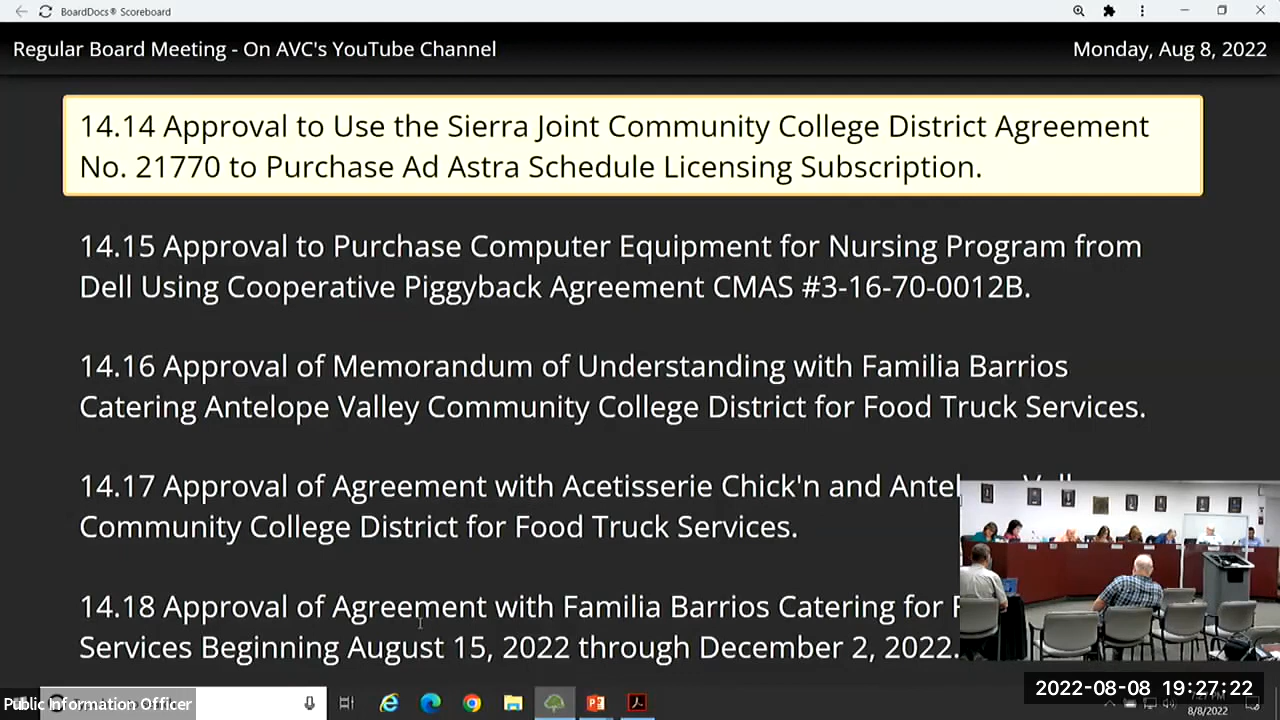 BoardDocs® Scoreboard
Regular Board Meeting - On AVC's YouTube Channel
Monday, Aug 8, 2022
14.14 Approval to Use the Sierra Joint Community College District Agreement
No. 21770 to Purchase Ad Astra Schedule Licensing Subscription.
14.15 Approval to Purchase Computer Equipment for Nursing Program from
Dell Using Cooperative Piggyback Agreement CMAS #3-16-70-0012B.
14.16 Approval of Memorandum of Understanding with Familia Barrios
Catering Antelope Valley Community College District for Food Truck Services.
14.17 Approval of Agreement with Acetisserie Chick'n and
Community College District for Food Truck Services.
14.18 Approval of Agreement with Familia Barrios Catering for
Services Beginning August 15, 2022 through December 2, 2022.
Public Information Officer
2022-08-08 19:27:22
8/8/2022